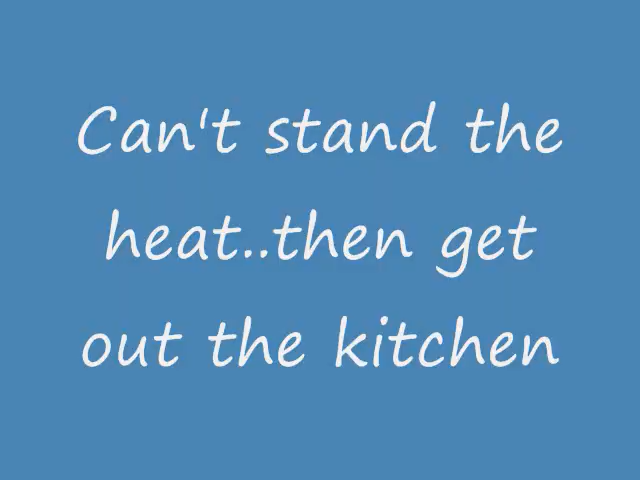 Can't stand the
heat..then get
out the kitchen